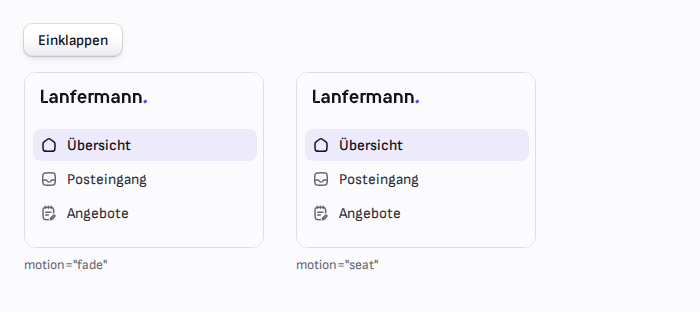 Einklappen
Lanfermann.
Übersicht
Posteingang
Angebote
motion="fade"
Lanfermann.
Übersicht
Posteingang
Angebote
motion="seat"